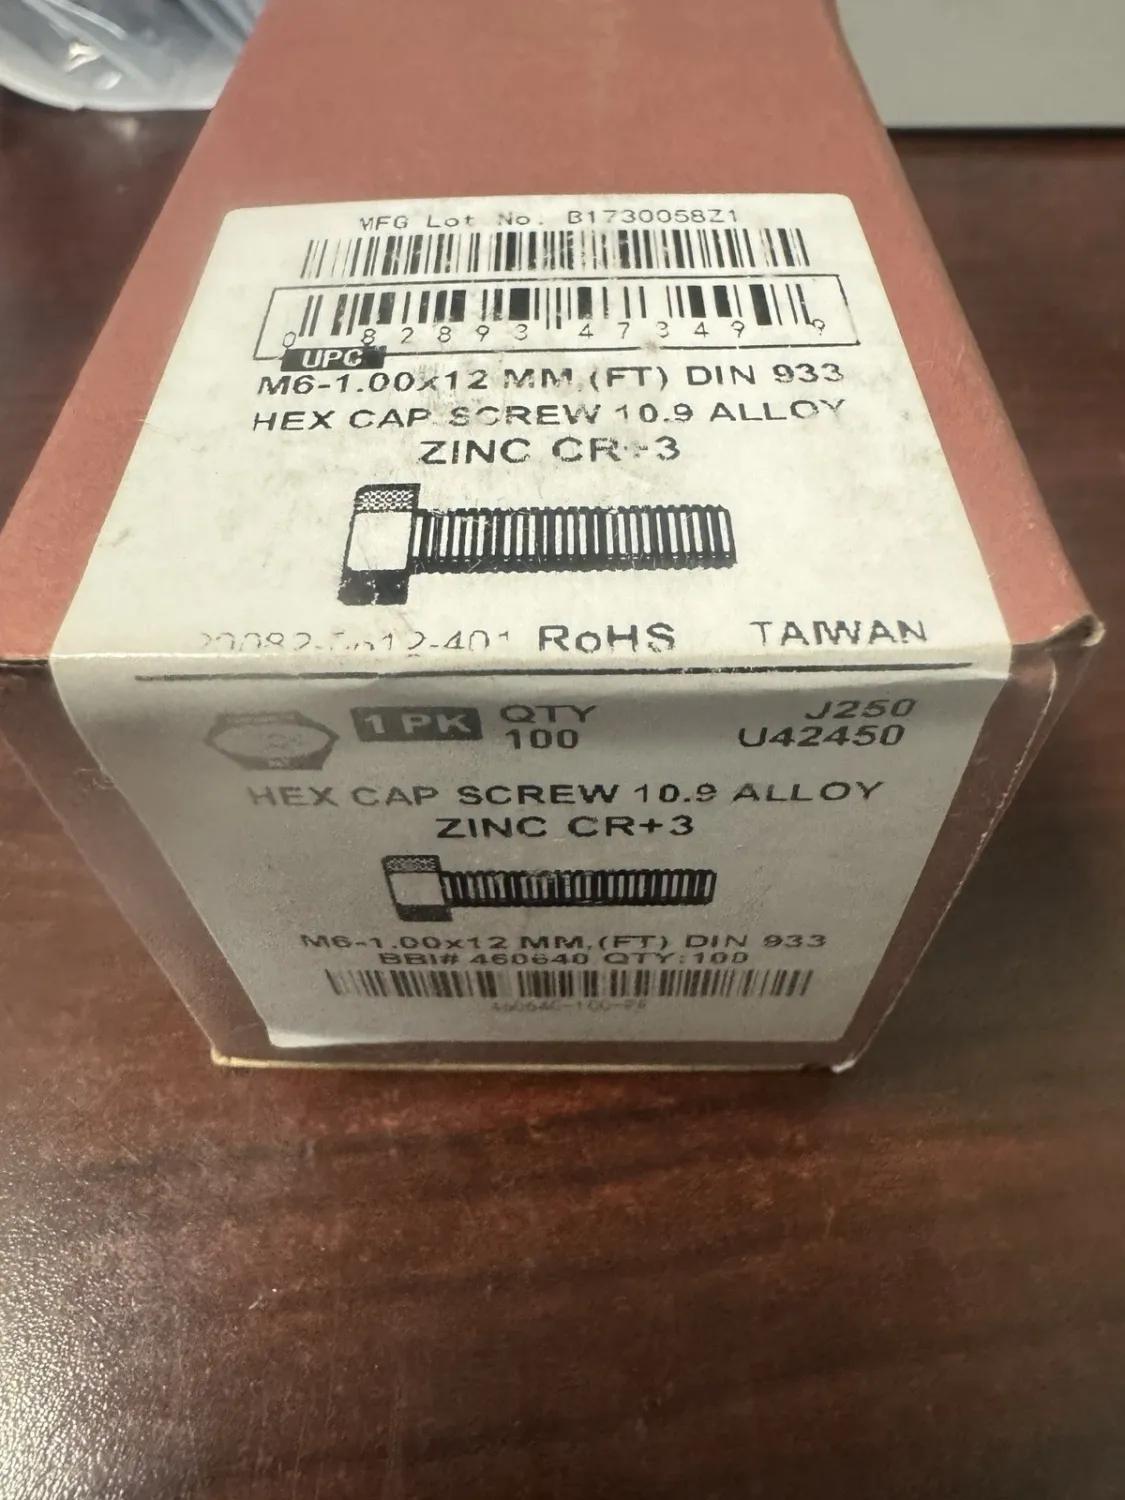 MFG Lot No. B1730058Z1
0 82893 47349 9
UPC
M6-1.00x12 MM,(FT) DIN 933
HEX CAP SCREW 10.9 ALLOY
ZINC CR+3
RoHS TAIWAN
1 PK QTY 100
J250
U42450
HEX CAP SCREW 10.9 ALLOY
ZINC CR+3
M6-1.00x12 MM,(FT) DIN 933
BBI# 460640 QTY:100